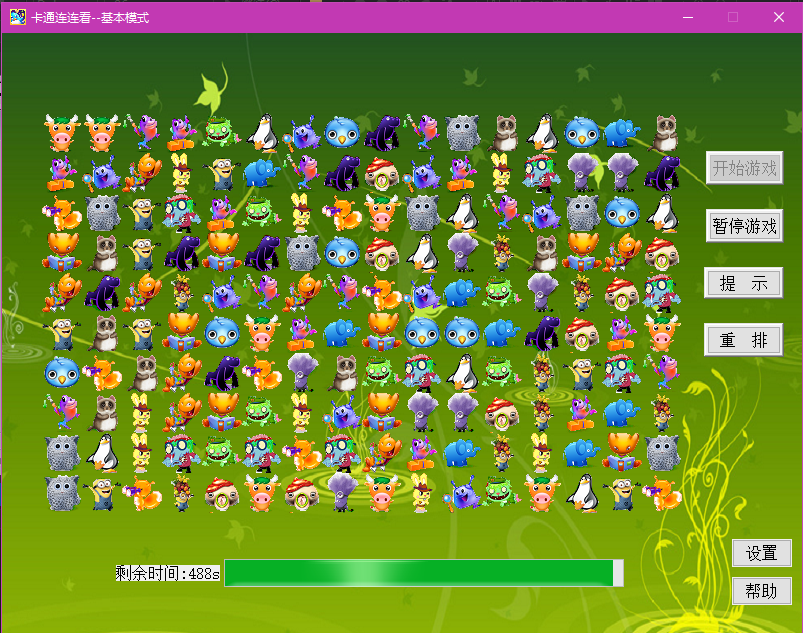 卡通连连看--基本模式
开始游戏
暂停游戏
提 示
重 排
剩余时间:488s
设置
帮助